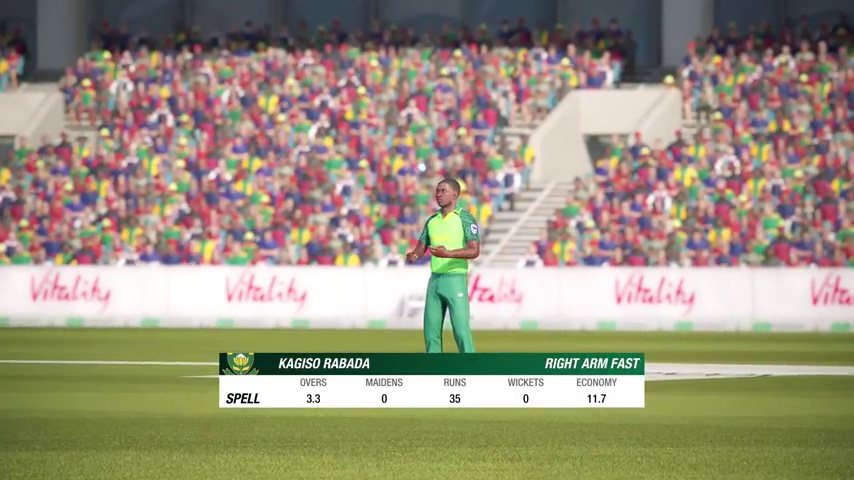 Vitality Vitality Vitality Vitality Vitality
KAGISO RABADA RIGHT ARM FAST
OVERS MAIDENS RUNS WICKETS ECONOMY
SPELL 3.3 0 35 0 11.7